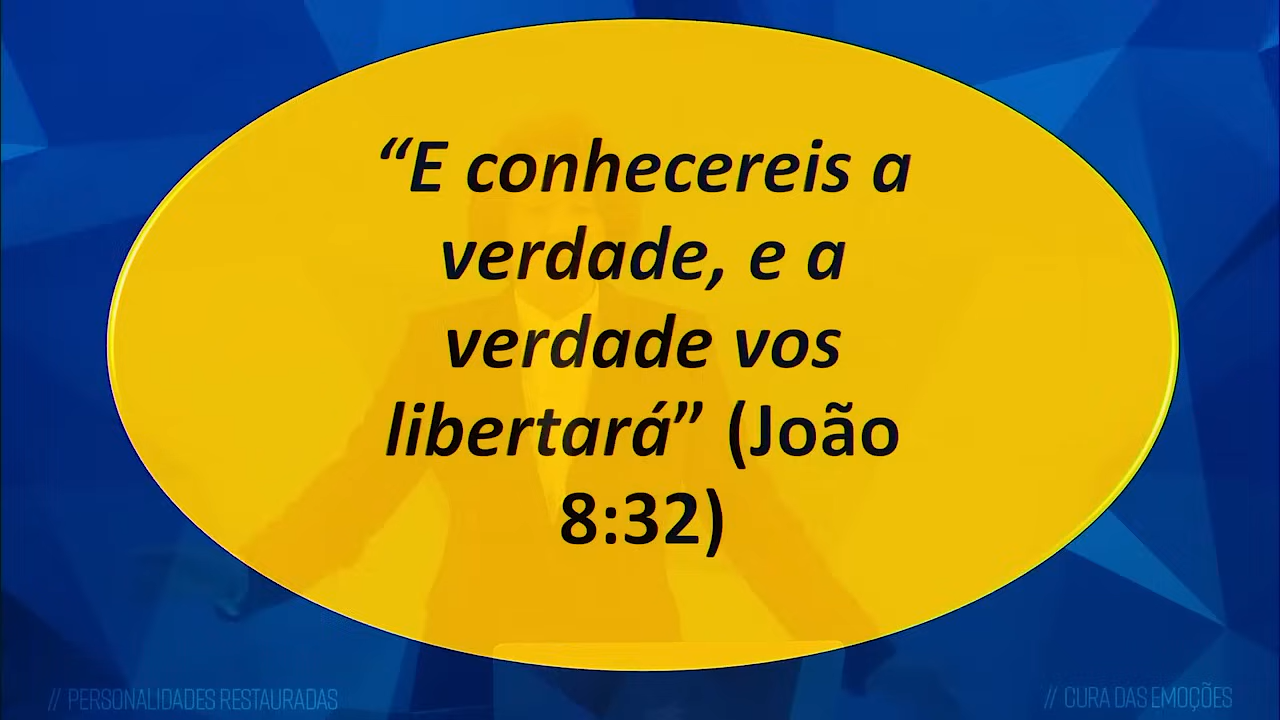 “E conhecereis a
verdade, e a
verdade vos
libertará” (João
8:32)
// PERSONALIDADES RESTAURADAS
// CURA DAS EMOÇÕES